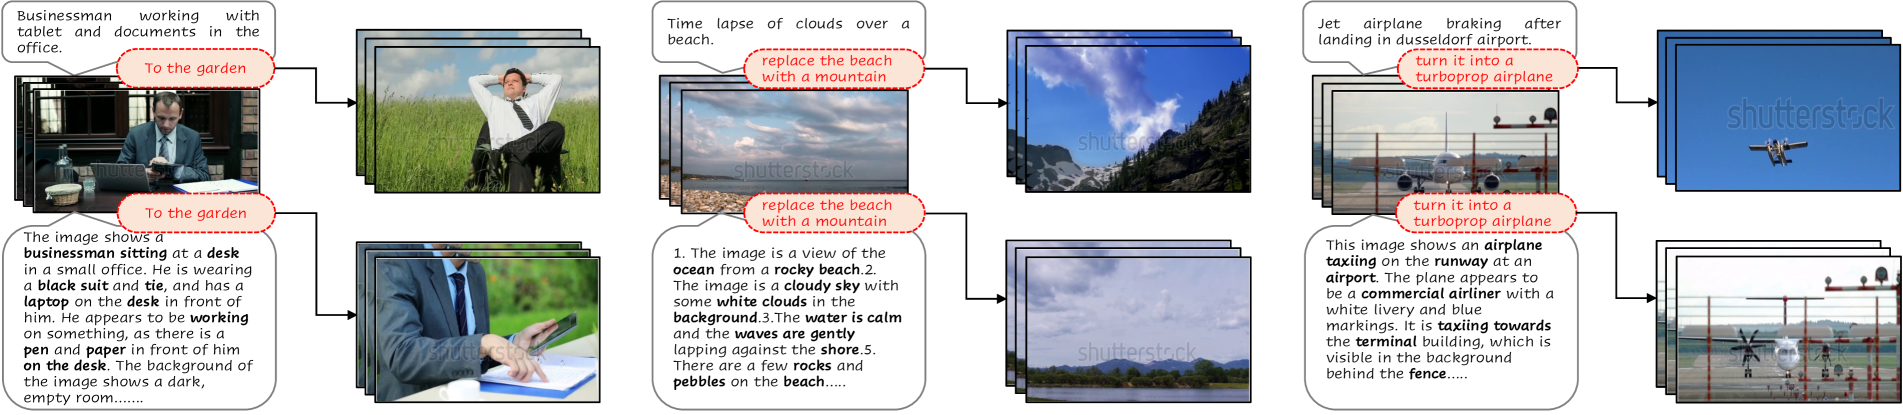 Businessman working with
tablet and documents in the
office.
To the garden
shutterstock
To the garden
The image shows a
businessman sitting at a desk
in a small office. He is wearing
a black suit and tie, and has a
laptop on the desk in front of
him. He appears to be working
on something, as there is a
pen and paper in front of him
on the desk. The background of
the image shows a dark,
empty room.......
shutterstock
shutterstock
Time lapse of clouds over a
beach.
replace the beach
with a mountain
shutterstock
replace the beach
with a mountain
1. The image is a view of the
ocean from a rocky beach.2.
The image is a cloudy sky with
some white clouds in the
background.3.The water is calm
and the waves are gently
lapping against the shore.5.
There are a few rocks and
pebbles on the beach.....
shutterstock
shutterstock
Jet airplane braking after
landing in dusseldorf airport.
turn it into a
turboprop airplane
shutterstock
turn it into a
turboprop airplane
This image shows an airplane
taxiing on the runway at an
airport. The plane appears to
be a commercial airliner with a
white livery and blue
markings. It is taxiing towards
the terminal building, which is
visible in the background
behind the fence.....
shutterstock
shutterstock